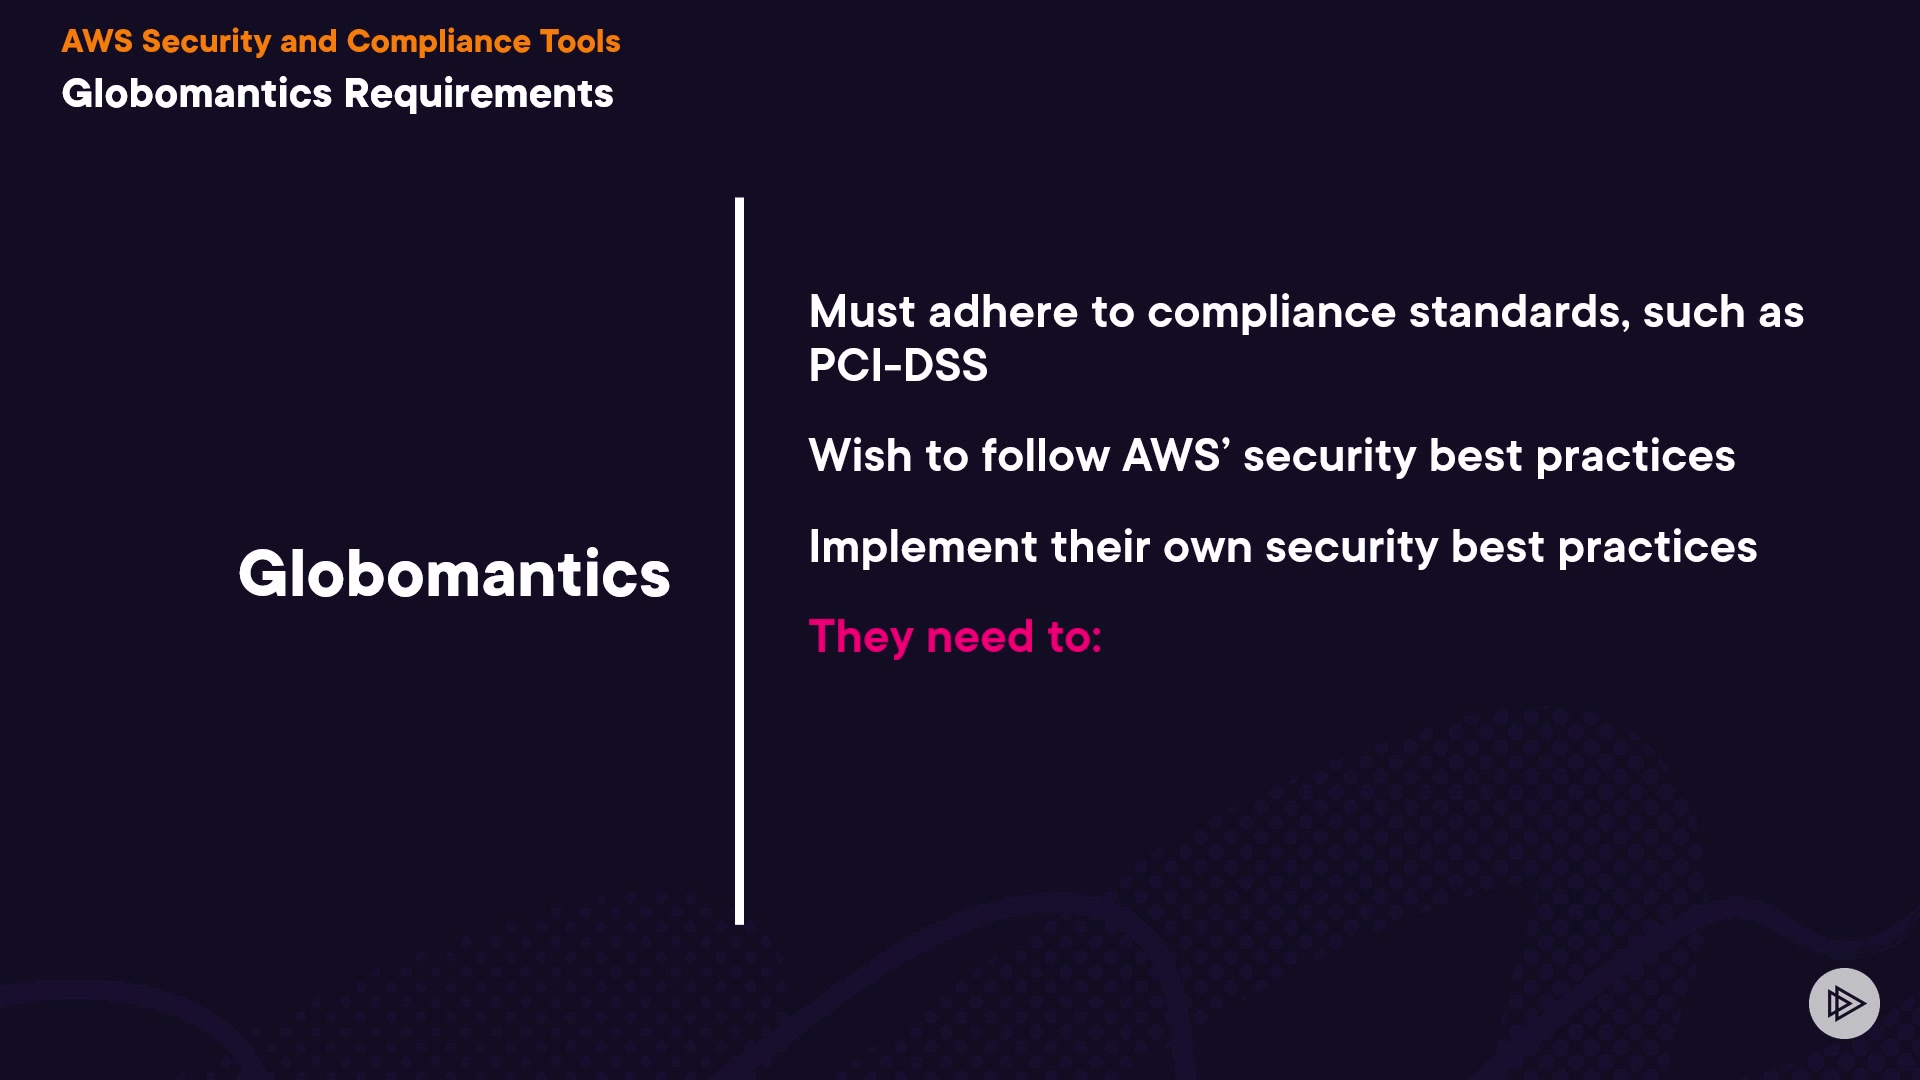 AWS Security and Compliance Tools
Globomantics Requirements
Globomantics
Must adhere to compliance standards, such as
PCI-DSS
Wish to follow AWS’ security best practices
Implement their own security best practices
They need to: